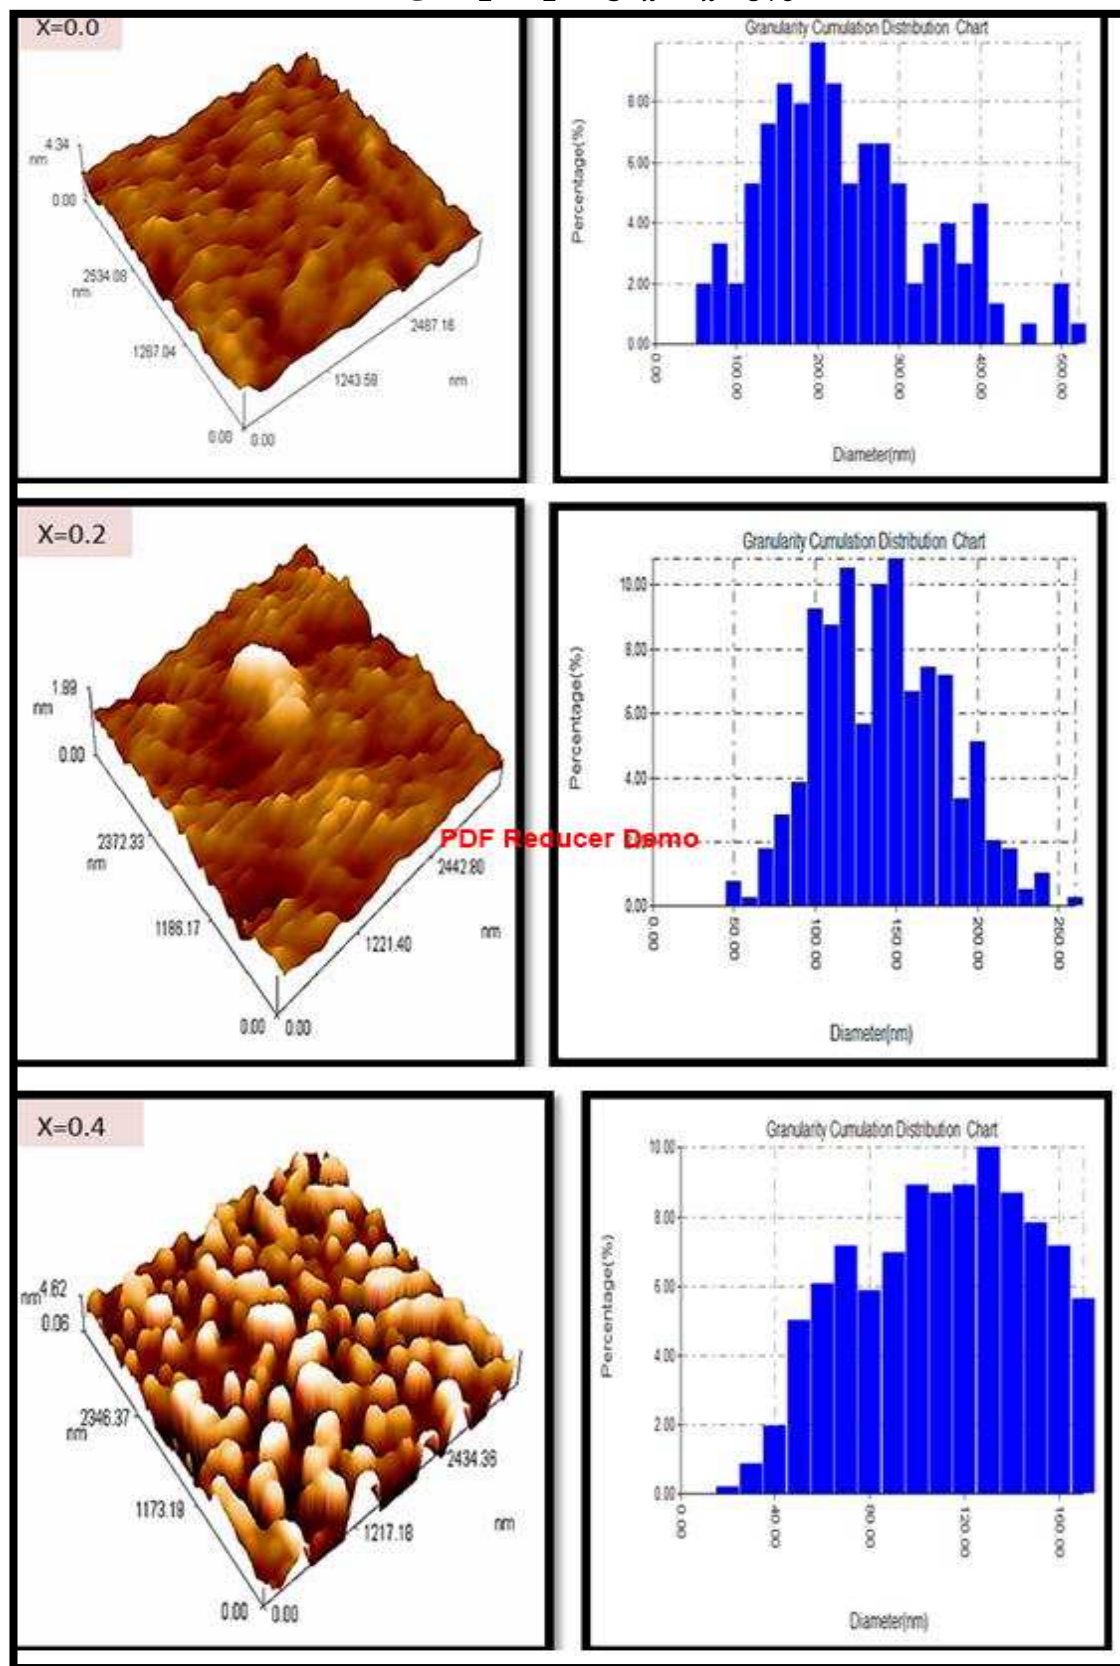 X=0.0
4.34
nm
0.00
2534.08
nm
1267.04
2487.16
1243.58
nm
0.00
0.00
Granularity Cumulation Distribution Chart
Percentage(%)
8.00
6.00
4.00
2.00
0.00
0.00
100.00
200.00
300.00
400.00
500.00
Diameter(nm)
X=0.2
1.89
nm
0.00
2372.33
nm
1186.17
2442.80
1221.40
nm
0.00
0.00
Granularity Cumulation Distribution Chart
Percentage(%)
10.00
8.00
6.00
4.00
0.00
0.00
50.00
100.00
150.00
200.00
250.00
Diameter(nm)
PDF Reducer Demo
X=0.4
nm
4.62
0.06
2346.37
nm
1173.19
2434.36
1217.18
nm
0.00
0.00
Granularity Cumulation Distribution Chart
Percentage(%)
10.00
8.00
6.00
4.00
2.00
0.00
0.00
40.00
80.00
120.00
160.00
Diameter(nm)